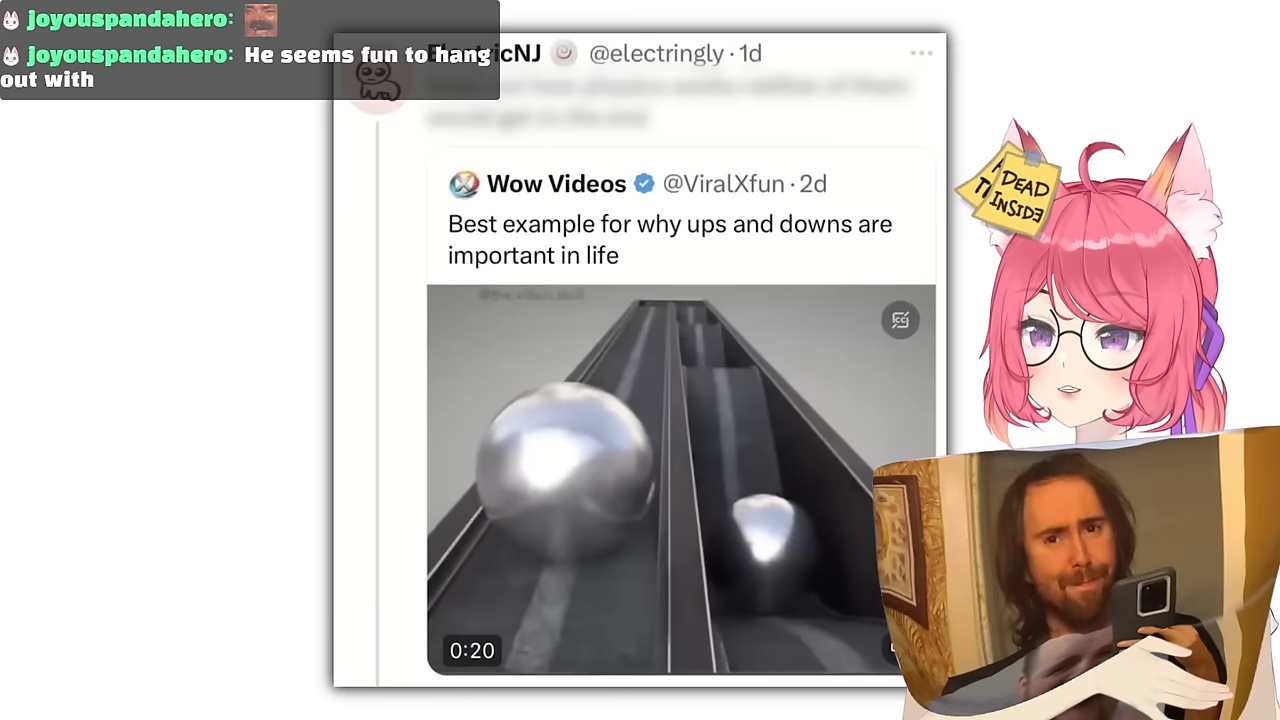 joyouspandahero:
joyouspandahero: He seems fun to hang
out with
ElectricNJ @electringly · 1d
Wow Videos @ViralXfun · 2d
Best example for why ups and downs are
important in life
0:20
DEAD
INSIDE